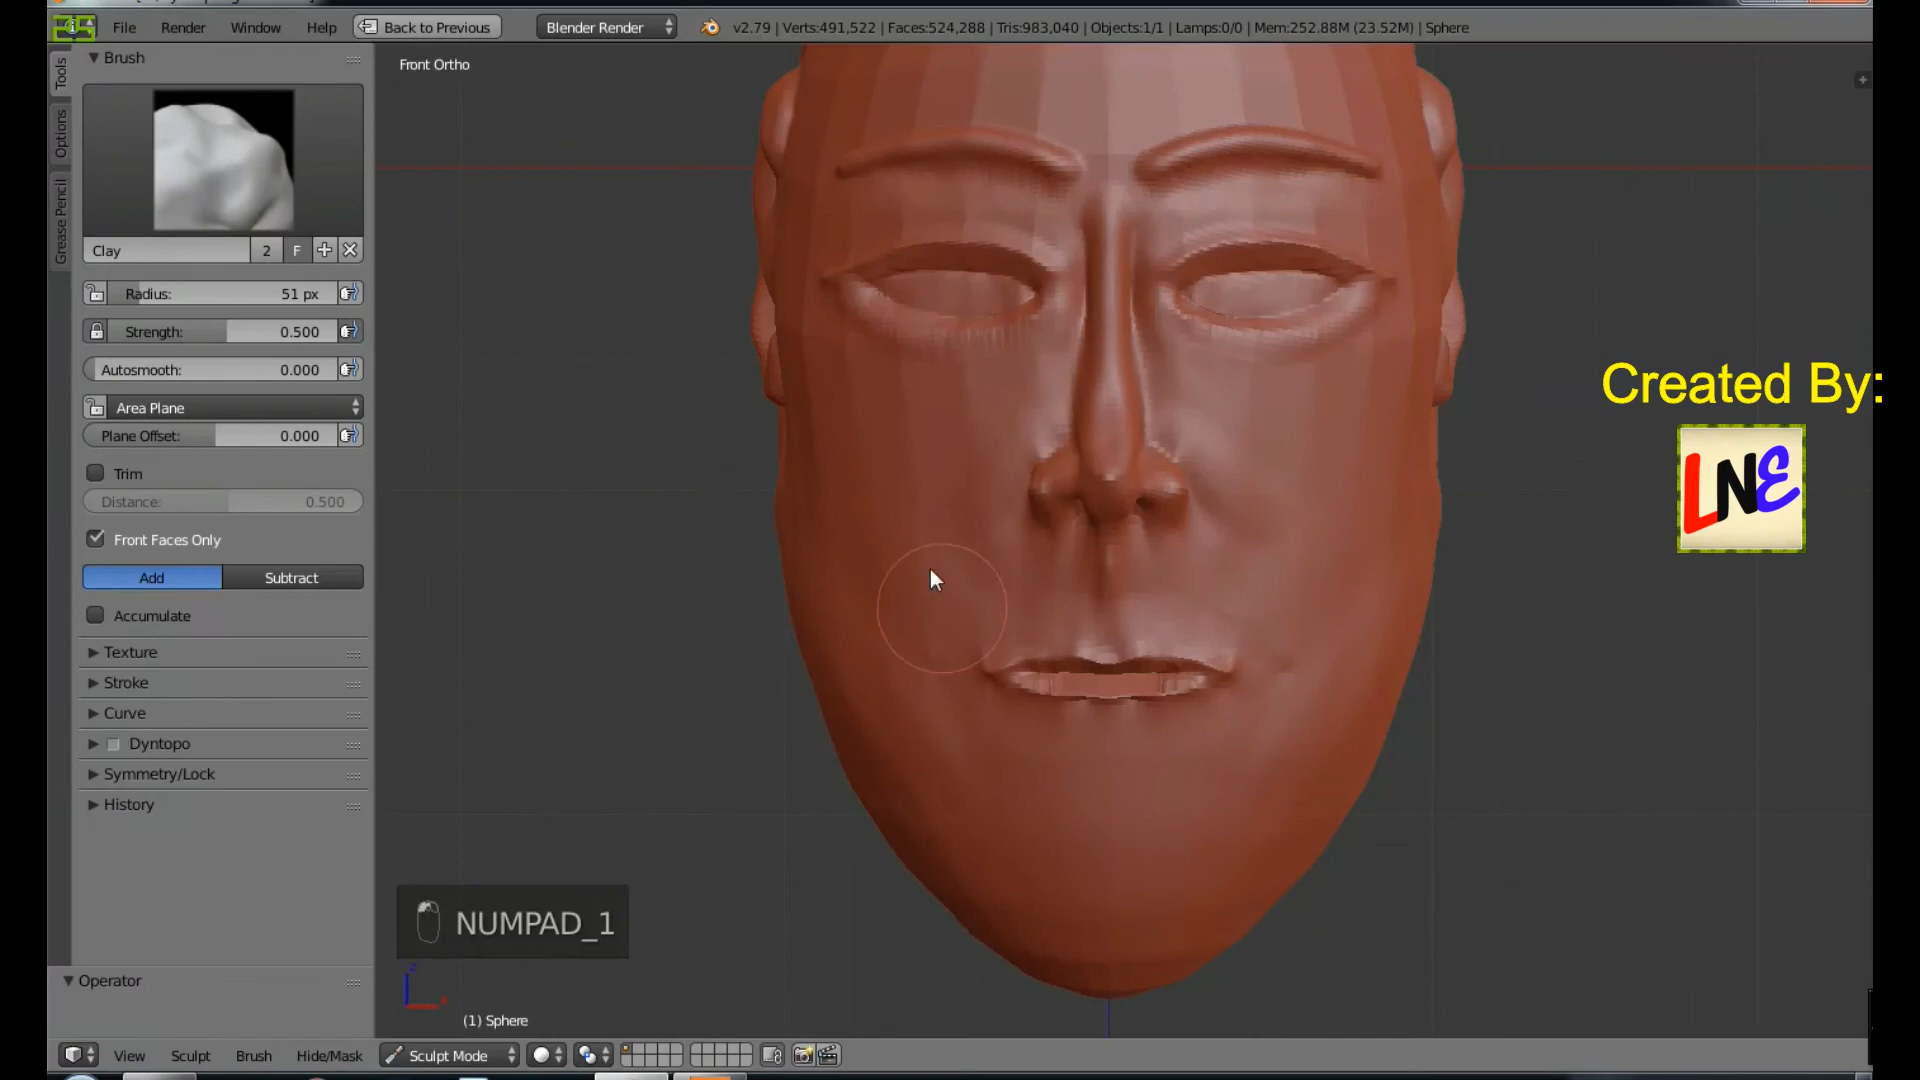 File Render Window Help Back to Previous Blender Render v2.79 | Verts:491,522 | Faces:524,288 | Tris:983,040 | Objects:1/1 | Lamps:0/0 | Mem:252.88M (23.52M) | Sphere
Tools
Options
Grease Pencil
Brush
Clay 2 F
Radius: 51 px
Strength: 0.500
Autosmooth: 0.000
Area Plane
Plane Offset: 0.000
Trim
Distance: 0.500
Front Faces Only
Add Subtract
Accumulate
Texture
Stroke
Curve
Dyntopo
Symmetry/Lock
History
Operator
Front Ortho
Created By:
LNE
NUMPAD_1
z
x
(1) Sphere
View Sculpt Brush Hide/Mask Sculpt Mode